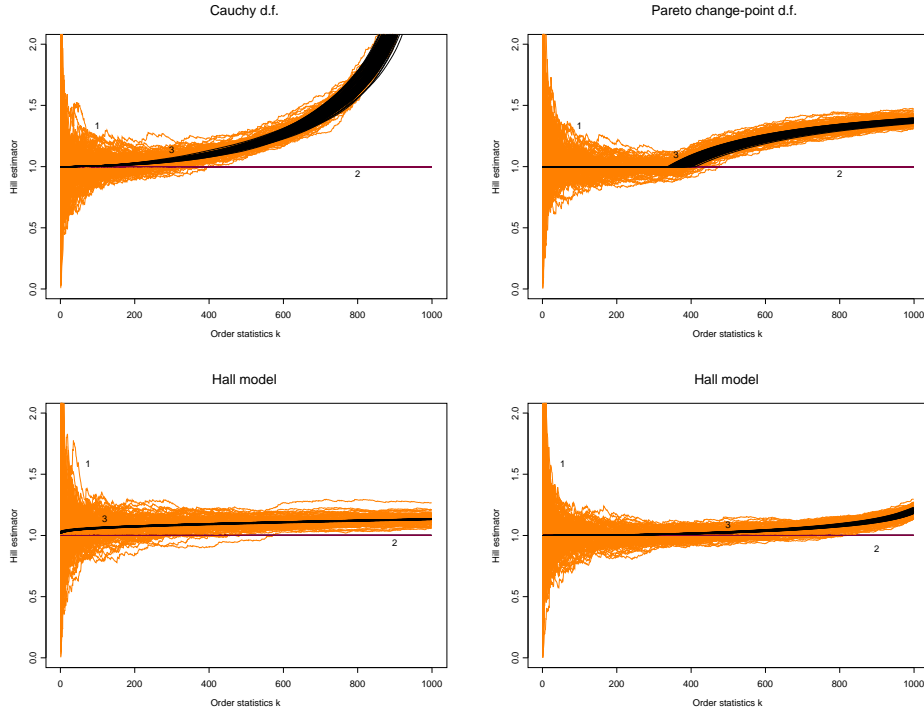 Cauchy d.f.
Hill estimator
0.0 0.5 1.0 1.5 2.0
1
3
2
0 200 400 600 800 1000
Order statistics k
Pareto change-point d.f.
Hill estimator
0.0 0.5 1.0 1.5 2.0
1
3
2
0 200 400 600 800 1000
Order statistics k
Hall model
Hill estimator
0.0 0.5 1.0 1.5 2.0
1
3
2
0 200 400 600 800 1000
Order statistics k
Hall model
Hill estimator
0.0 0.5 1.0 1.5 2.0
1
3
2
0 200 400 600 800 1000
Order statistics k